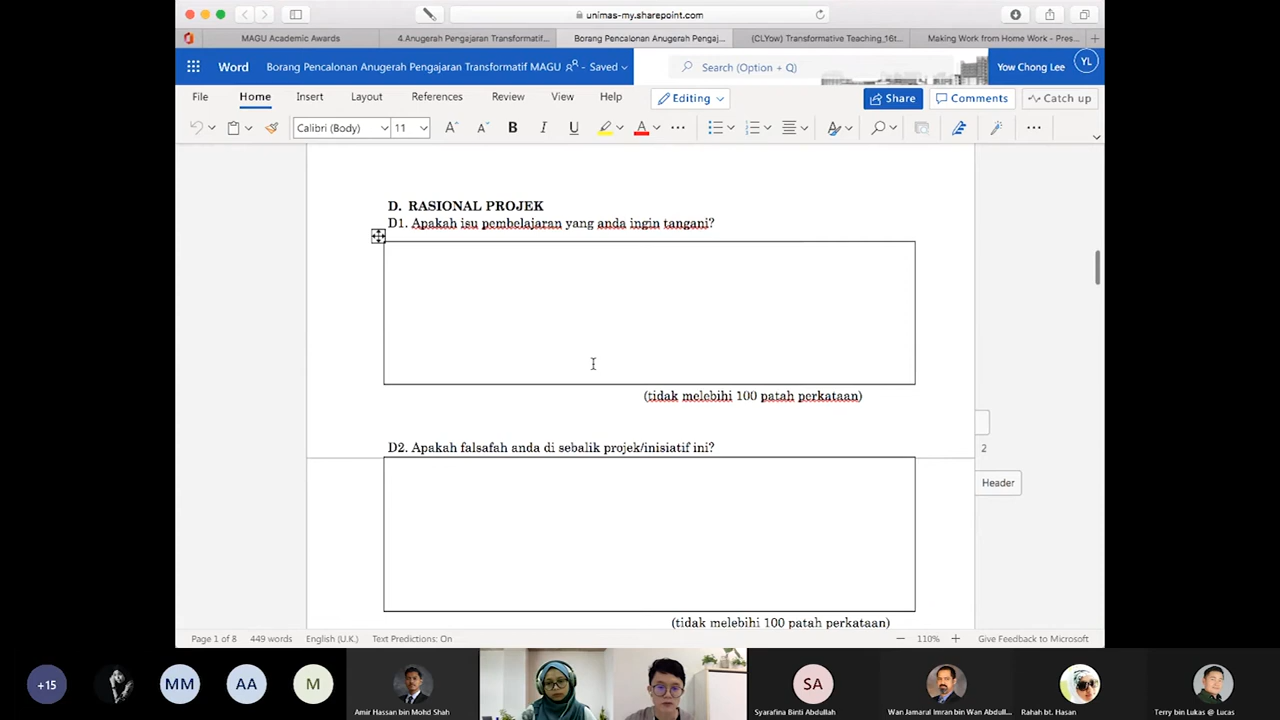 unimas-my.sharepoint.com
MAGU Academic Awards
4.Anugerah Pengajaran Transformatif...
Borang Pencalonan Anugerah Pengaj...
(CLYow) Transformative Teaching_16t...
Making Work from Home Work - Pres...
Word
Borang Pencalonan Anugerah Pengajaran Transformatif MAGU - Saved
Search (Option + Q)
Yow Chong Lee
YL
File
Home
Insert
Layout
References
Review
View
Help
Editing
Share
Comments
Catch up
Calibri (Body)
11
D. RASIONAL PROJEK
D1. Apakah isu pembelajaran yang anda ingin tangani?
(tidak melebihi 100 patah perkataan)
D2. Apakah falsafah anda di sebalik projek/inisiatif ini?
2
Header
(tidak melebihi 100 patah perkataan)
Page 1 of 8
449 words
English (U.K.)
Text Predictions: On
110%
Give Feedback to Microsoft
+15
MM
AA
M
SA
Amir Hassan bin Mohd Shah
Syarafina Binti Abdullah
Wan Jamarul Imran bin Wan Abdull...
Rahah bt. Hasan
Terry bin Lukas @ Lucas